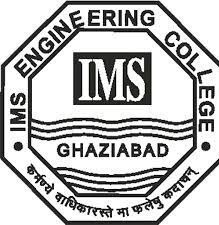 IMS ENGINEERING COLLEGE
IMS
GHAZIABAD
कर्मण्ये वाधिकारस्ते मा फलेषु कदाचन्